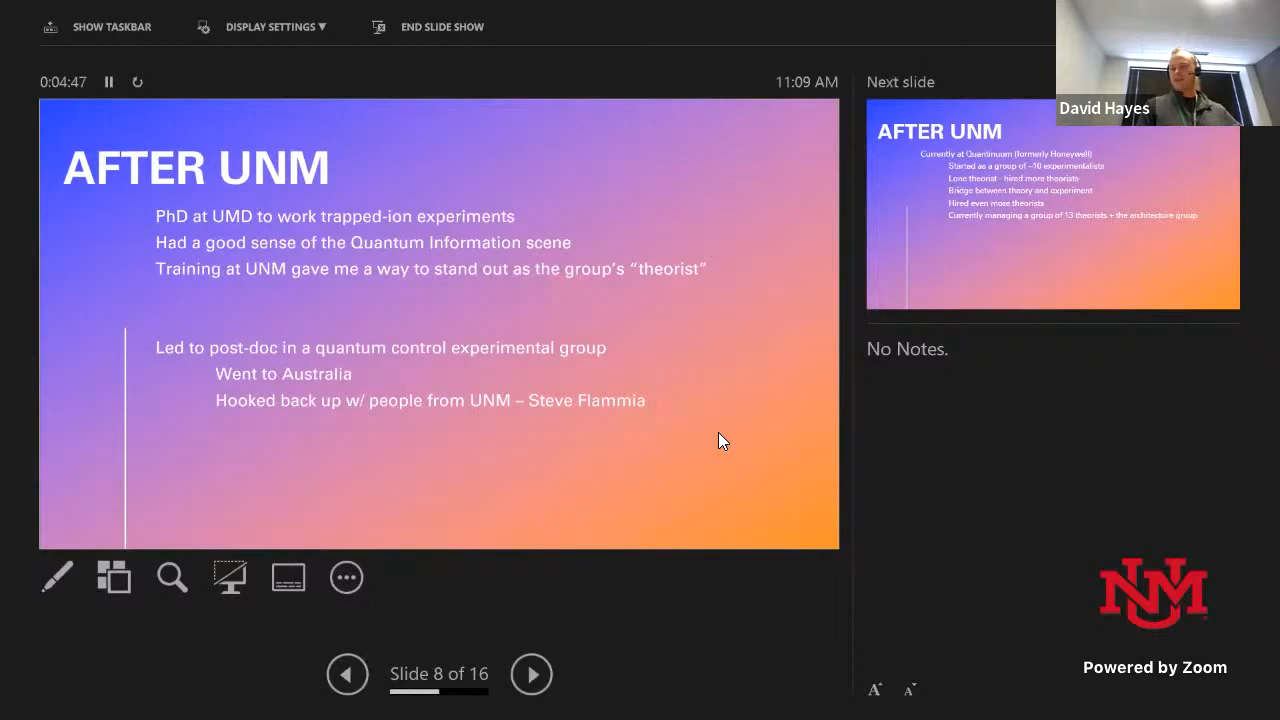 SHOW TASKBAR
DISPLAY SETTINGS ▼
END SLIDE SHOW
0:04:47
11:09 AM
Next slide
David Hayes
AFTER UNM
PhD at UMD to work trapped-ion experiments
Had a good sense of the Quantum Information scene
Training at UNM gave me a way to stand out as the group's “theorist”
Led to post-doc in a quantum control experimental group
Went to Australia
Hooked back up w/ people from UNM – Steve Flammia
AFTER UNM
Currently at Quantinuum (formerly Honeywell)
Started as a group of ~10 experimentalists
Lone theorist - hired more theorists
Bridge between theory and experiment
Hired even more theorists
Currently managing a group of 13 theorists + the architecture group
No Notes.
Slide 8 of 16
UNM
Powered by Zoom
A A